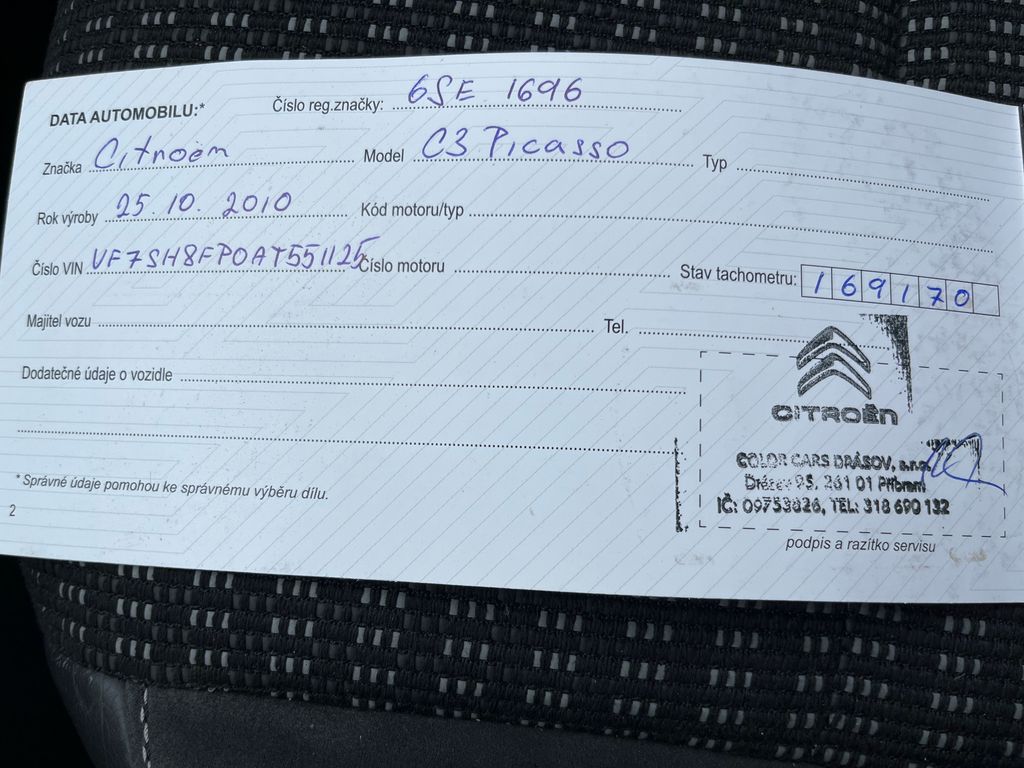 DATA AUTOMOBILU:* Číslo reg.značky: 6SE 1696
Značka Citroën Model C3 Picasso Typ
Rok výroby 25. 10. 2010 Kód motoru/typ
Číslo VIN VF7SH8FP0AT551125 Číslo motoru Stav tachometru: 169170
Majitel vozu Tel.
Dodatečné údaje o vozidle
CITROËN
COLOR CARS DRÁSOV, s.r.o.
Drásov 95, 261 01 Příbram
IČ: 09753826, TEL: 318 690 132
* Správné údaje pomohou ke správnému výběru dílu.
podpis a razítko servisu
2